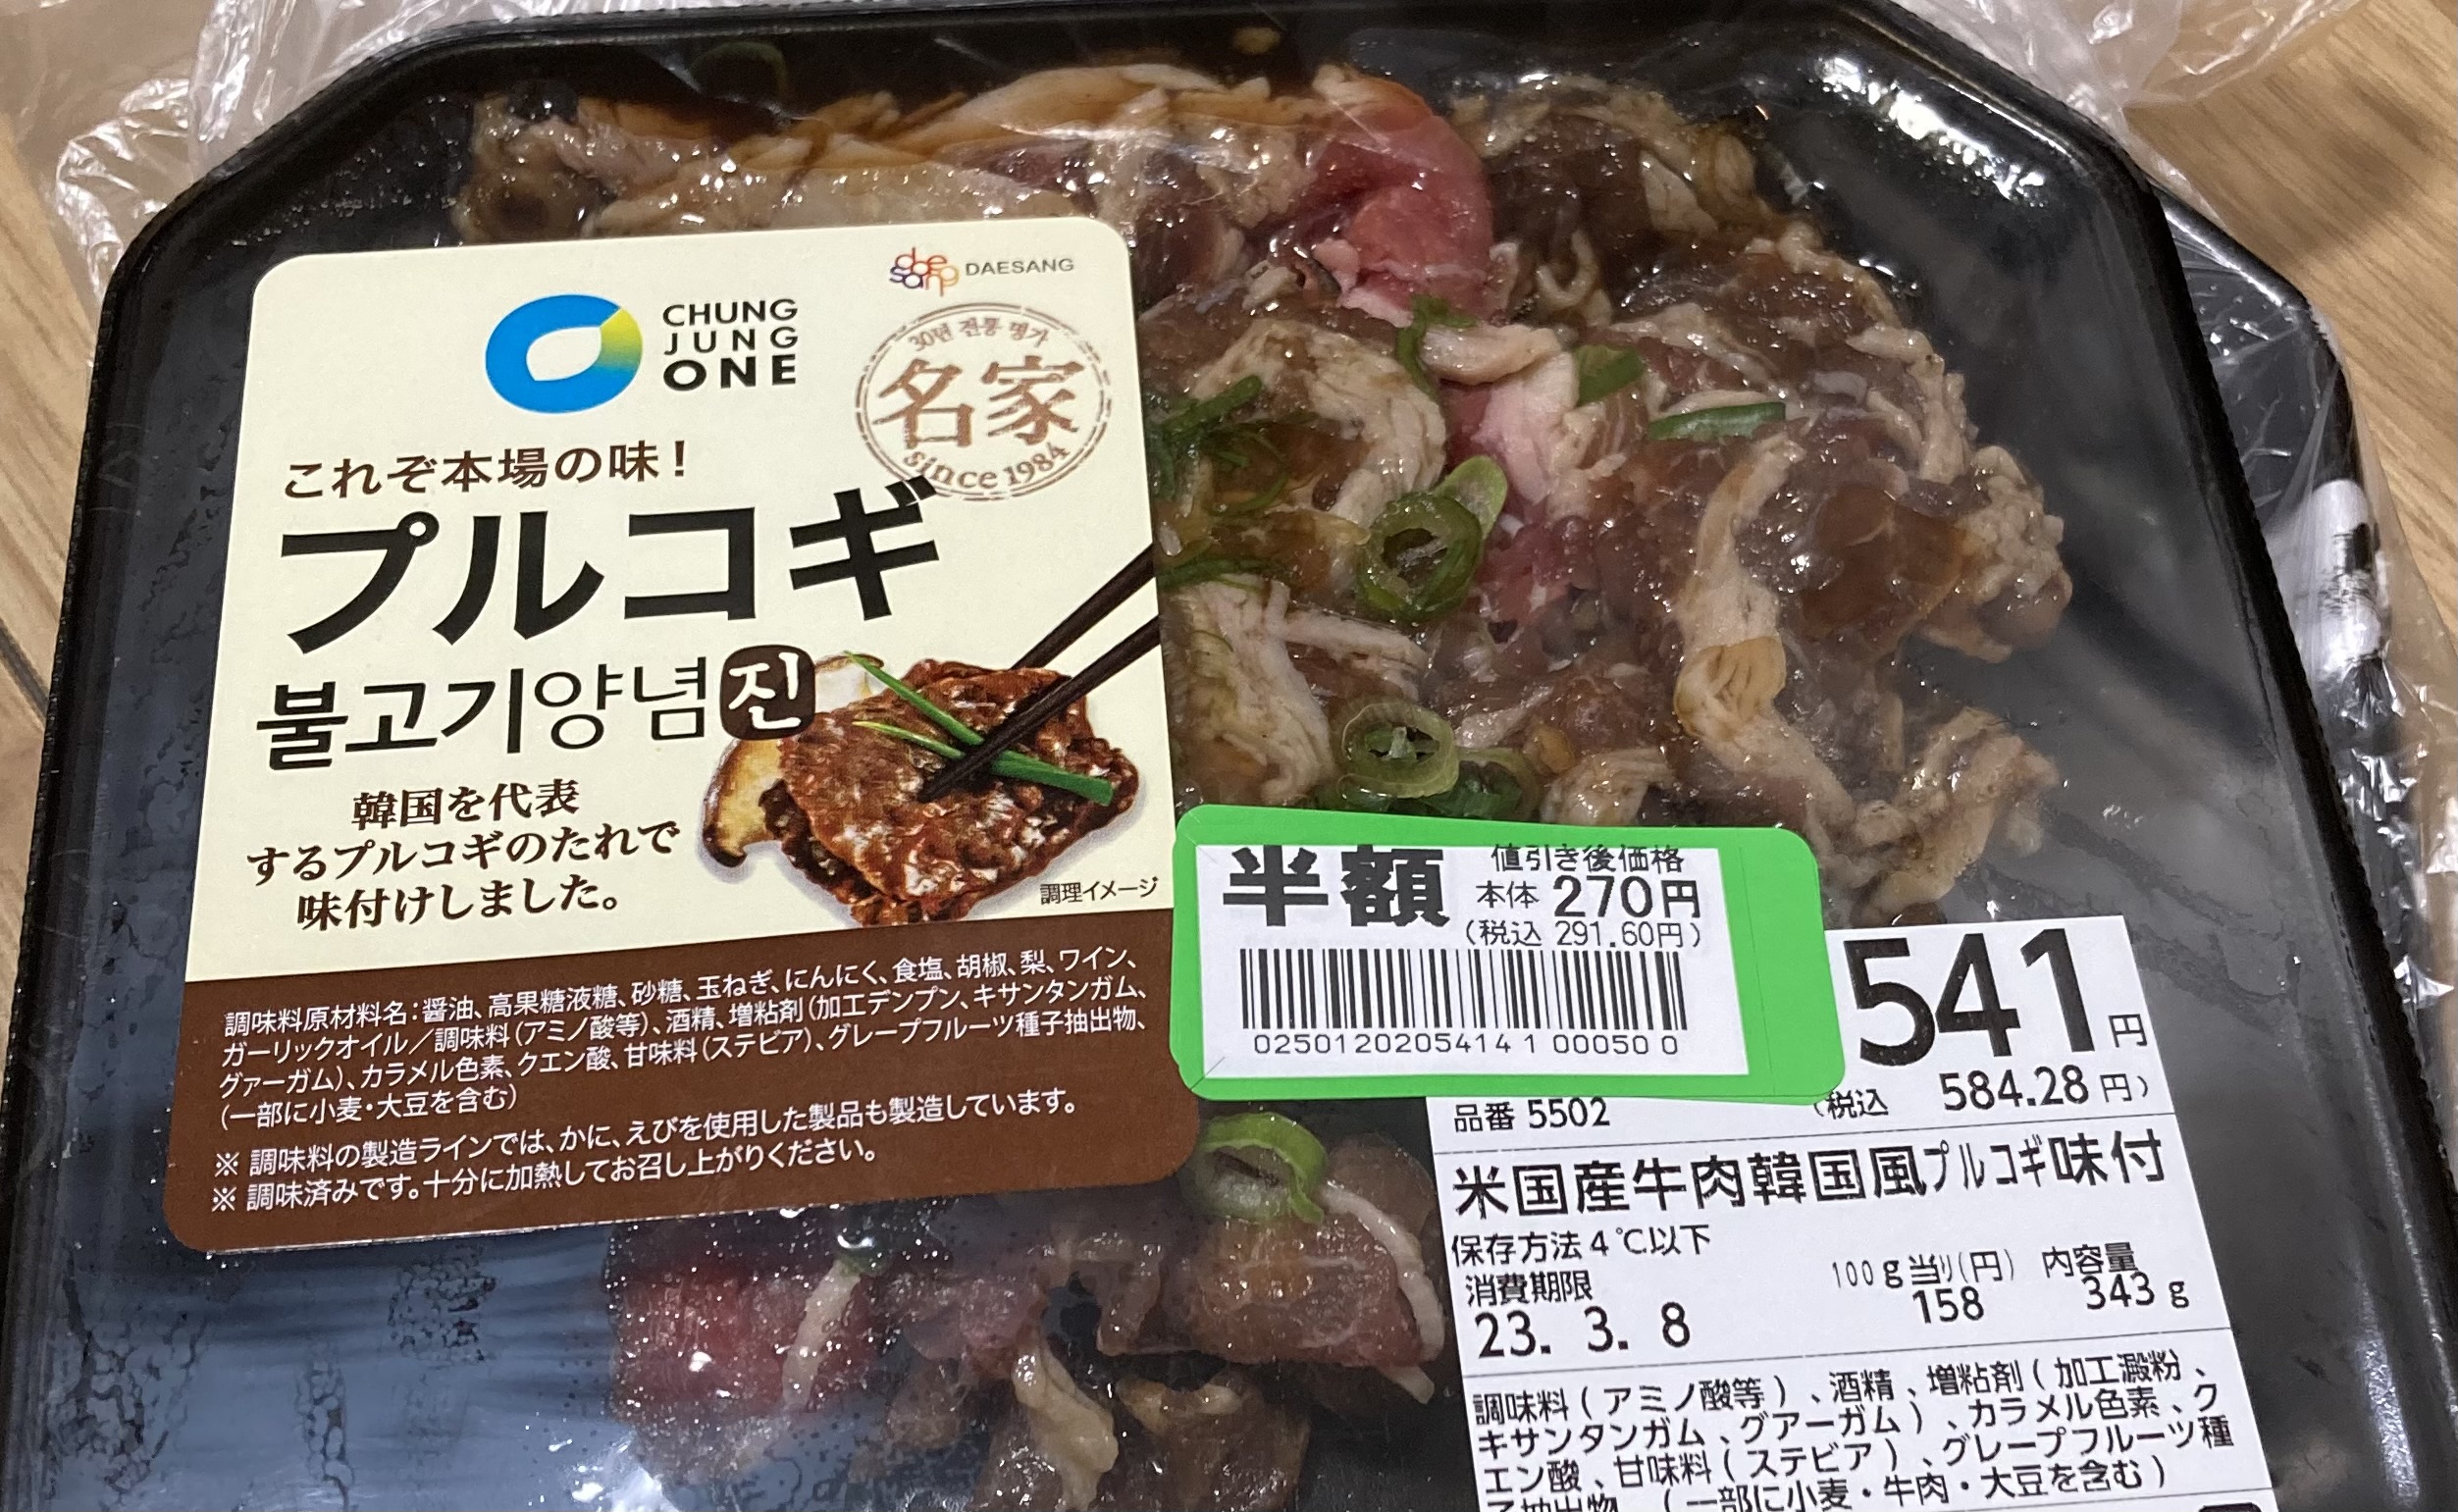 daesang DAESANG
CHUNG
JUNG
ONE
30년 전통 명가
名家
since 1984
これぞ本場の味!
プルコギ
불고기양념 진
韓国を代表
するプルコギのたれで
味付けしました。
調理イメージ
調味料原材料名:醤油、高果糖液糖、砂糖、玉ねぎ、にんにく、食塩、胡椒、梨、ワイン、
ガーリックオイル/調味料(アミノ酸等)、酒精、増粘剤(加工デンプン、キサンタンガム、
グァーガム)、カラメル色素、クエン酸、甘味料(ステビア)、グレープフルーツ種子抽出物、
(一部に小麦・大豆を含む)
※ 調味料の製造ラインでは、かに、えびを使用した製品も製造しています。
※ 調味済みです。十分に加熱してお召し上がりください。
半額 値引き後価格
本体 270円
(税込 291.60円)
0250120205414 1 00050 0
541円
(税込 584.28円)
品番 5502
米国産牛肉韓国風プルコギ味付
保存方法4℃以下
消費期限
23. 3. 8
100g当り(円) 内容量
158 343g
調味料(アミノ酸等)、酒精、増粘剤(加工澱粉、
キサンタンガム、グアーガム)、カラメル色素、ク
エン酸、甘味料(ステビア)、グレープフルーツ種
子抽出物、(一部に小麦・牛肉・大豆を含む)